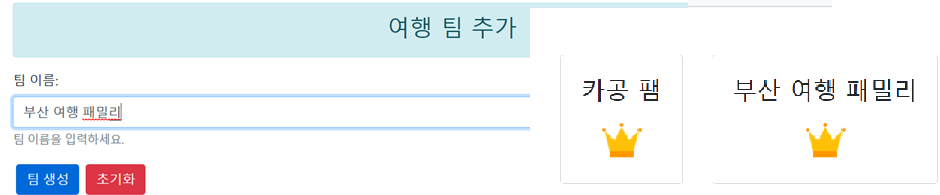 여행 팀 추가
팀 이름:
부산 여행 패밀리
팀 이름을 입력하세요.
팀 생성
초기화
카공 팸
부산 여행 패밀리